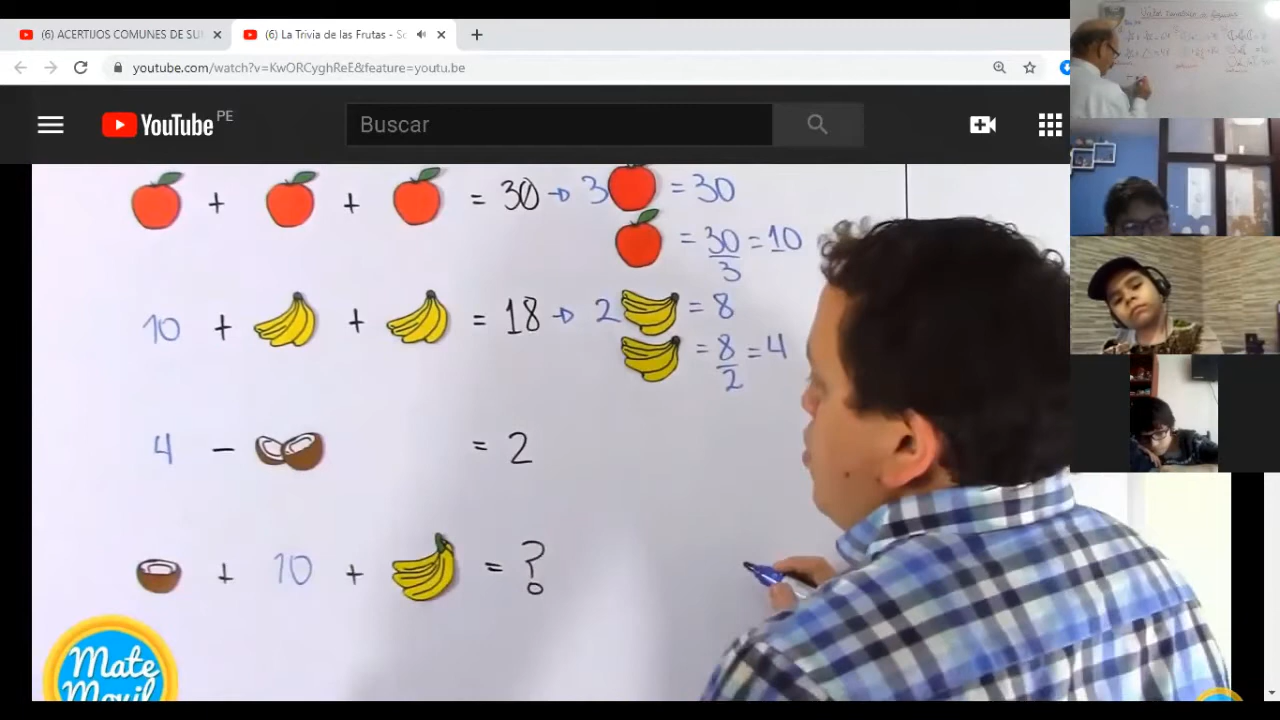 (6) ACERTIJOS COMUNES DE SU
(6) La Trivia de las Frutas - So
youtube.com/watch?v=KwORCyghReE&feature=youtu.be
YouTube PE
Buscar
+ + = 30 → 3 = 30
= 30/3 = 10
10 + + = 18 → 2 = 8
= 8/2 = 4
4 - = 2
+ 10 + = ?
Mate
Movil